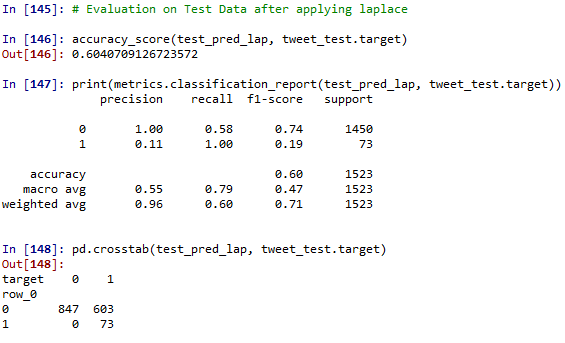 In [145]: # Evaluation on Test Data after applying laplace
In [146]: accuracy_score(test_pred_lap, tweet_test.target)
Out[146]: 0.6040709126723572
In [147]: print(metrics.classification_report(test_pred_lap, tweet_test.target))
precision recall f1-score support
0 1.00 0.58 0.74 1450
1 0.11 1.00 0.19 73
accuracy 0.60 1523
macro avg 0.55 0.79 0.47 1523
weighted avg 0.96 0.60 0.71 1523
In [148]: pd.crosstab(test_pred_lap, tweet_test.target)
Out[148]:
target 0 1
row_0
0 847 603
1 0 73